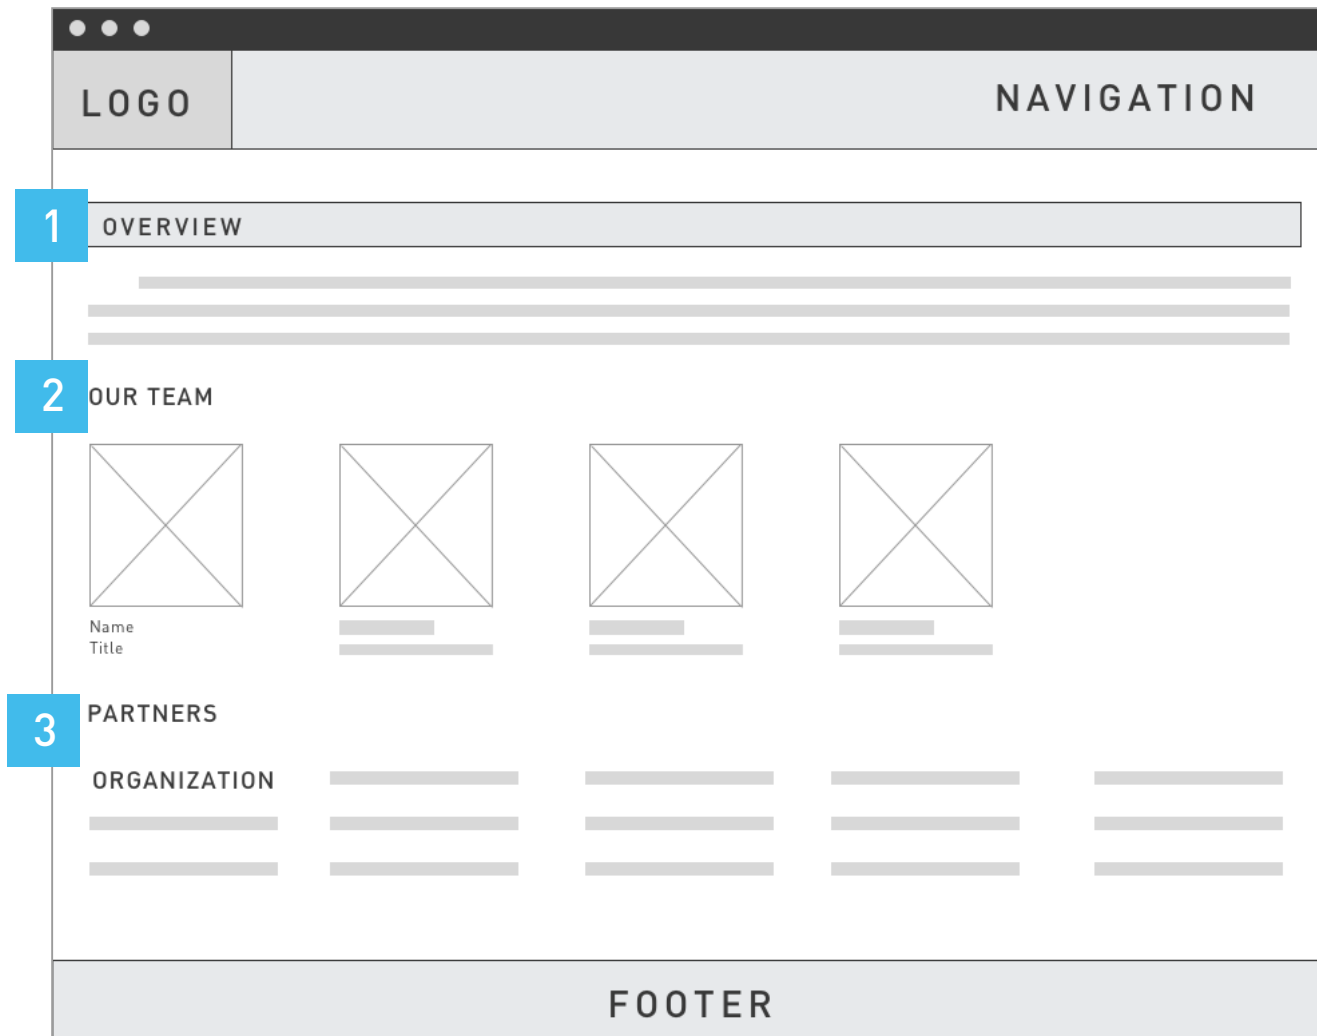 LOGO
NAVIGATION
1
OVERVIEW
2
OUR TEAM
Name
Title
3
PARTNERS
ORGANIZATION
FOOTER